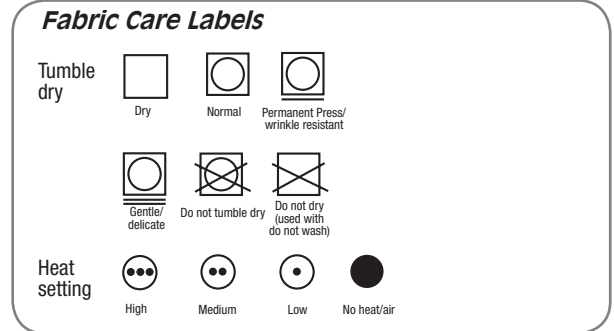 Fabric Care Labels
Tumble
dry
Dry
Normal
Permanent Press/
wrinkle resistant
Gentle/
delicate
Do not tumble dry
Do not dry
(used with
do not wash)
Heat
setting
High
Medium
Low
No heat/air